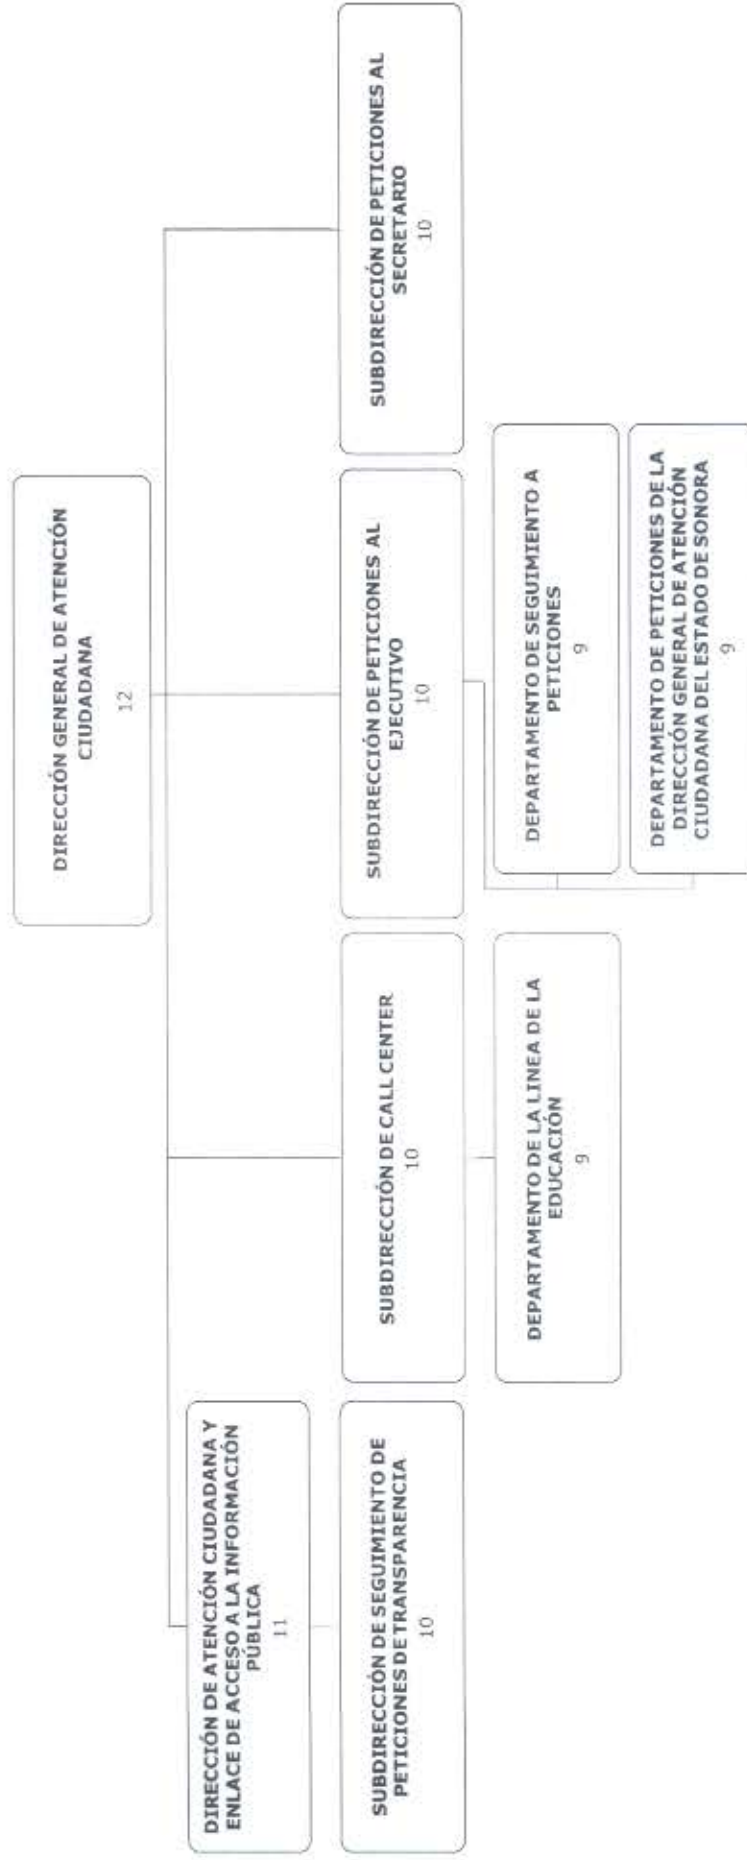 DIRECCIÓN GENERAL DE ATENCIÓN
CIUDADANA
12
DIRECCIÓN DE ATENCIÓN CIUDADANA Y
ENLACE DE ACCESO A LA INFORMACIÓN
PÚBLICA
11
SUBDIRECCIÓN DE SEGUIMIENTO DE
PETICIONES DE TRANSPARENCIA
10
SUBDIRECCIÓN DE CALL CENTER
10
DEPARTAMENTO DE LA LINEA DE LA
EDUCACIÓN
9
SUBDIRECCIÓN DE PETICIONES AL
EJECUTIVO
10
DEPARTAMENTO DE SEGUIMIENTO A
PETICIONES
9
DEPARTAMENTO DE PETICIONES DE LA
DIRECCIÓN GENERAL DE ATENCIÓN
CIUDADANA DEL ESTADO DE SONORA
9
SUBDIRECCIÓN DE PETICIONES AL
SECRETARIO
10